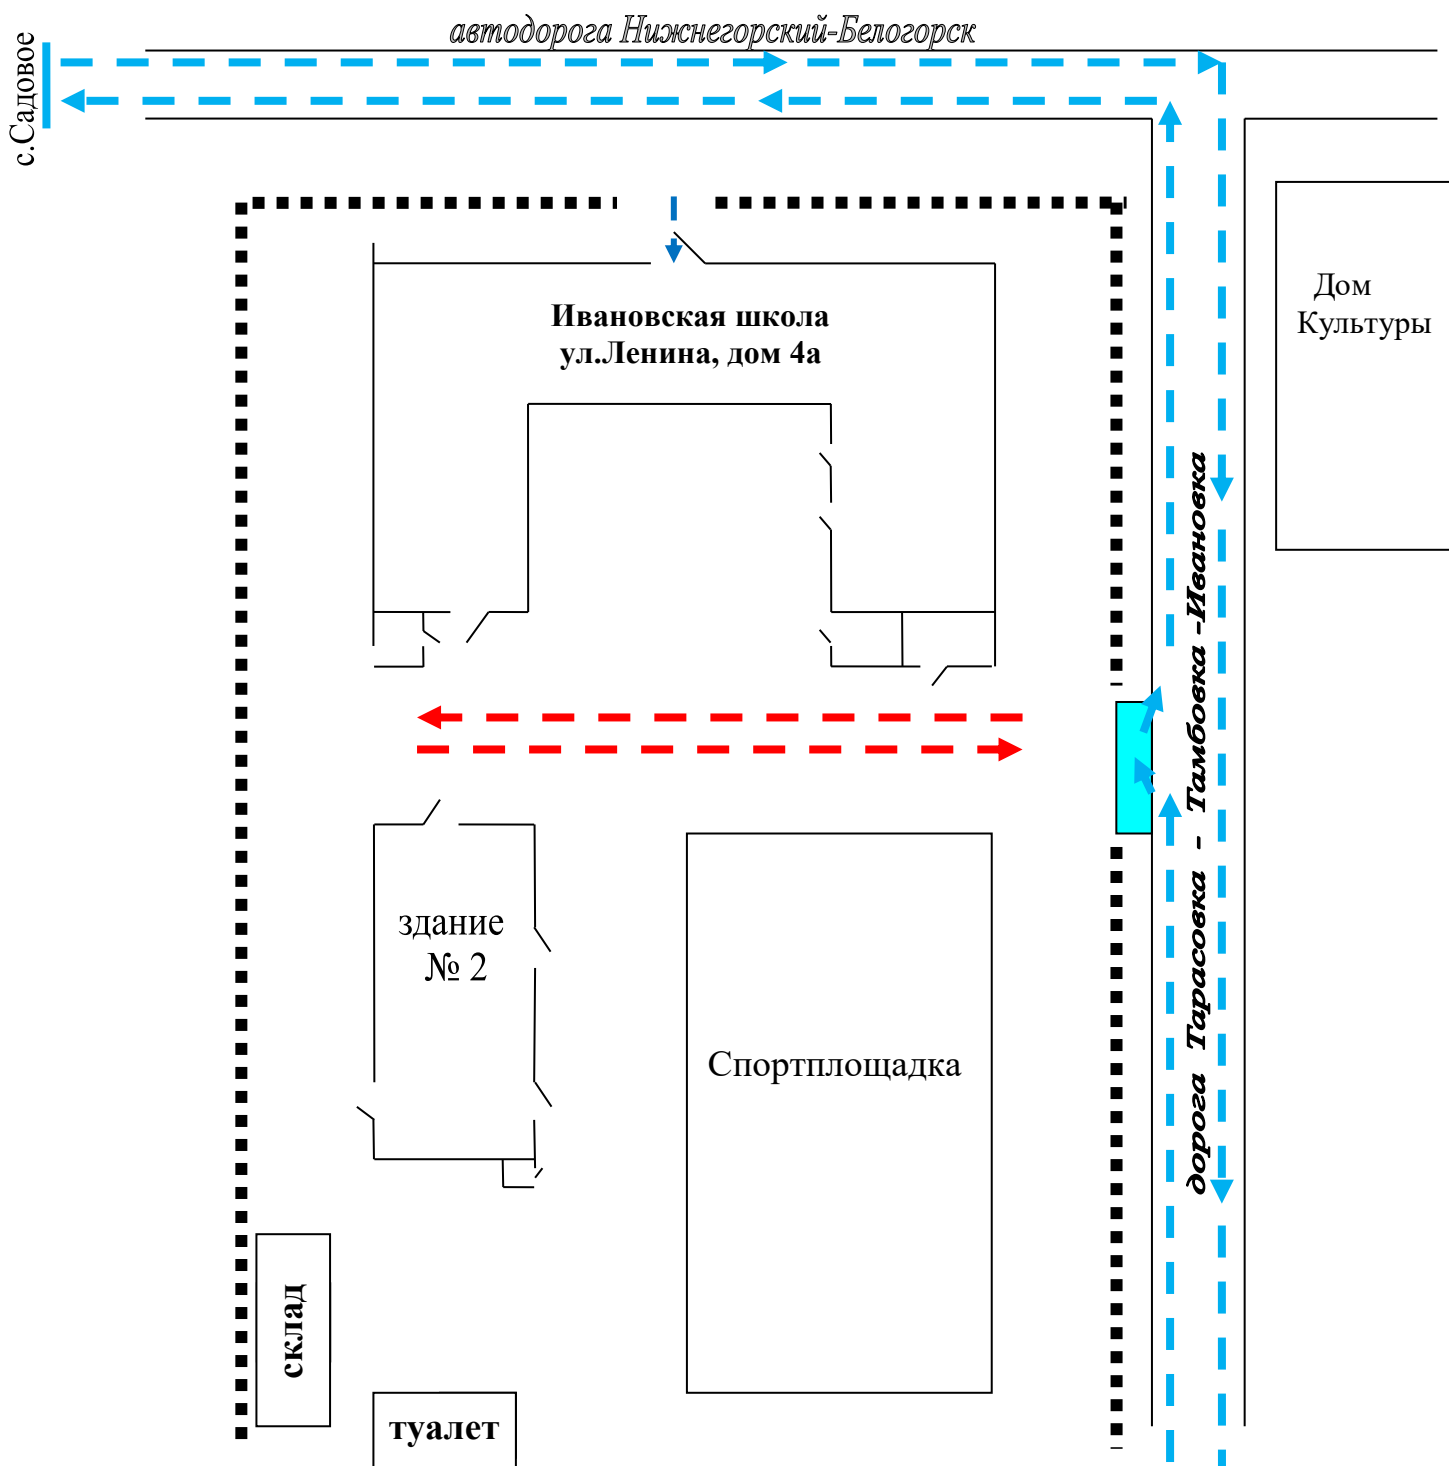 автодорога Нижнегорский-Белогорск
с.Садовое
Дом
Культуры
Ивановская школа
ул.Ленина, дом 4а
дорога Тарасовка - Тамбовка -Ивановка
здание
№ 2
Спортплощадка
склад
туалет